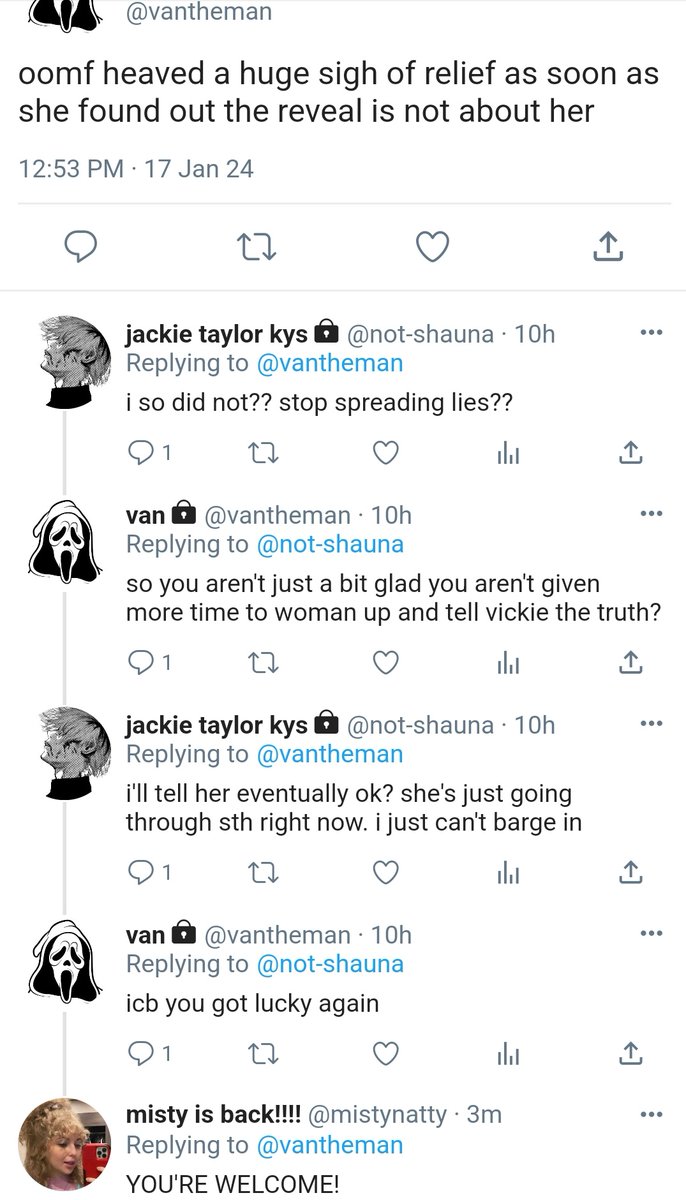 @vantheman
oomf heaved a huge sigh of relief as soon as
she found out the reveal is not about her
12:53 PM · 17 Jan 24
jackie taylor kys @not-shauna · 10h
Replying to @vantheman
i so did not?? stop spreading lies??
1
van @vantheman · 10h
Replying to @not-shauna
so you aren't just a bit glad you aren't given
more time to woman up and tell vickie the truth?
1
jackie taylor kys @not-shauna · 10h
Replying to @vantheman
i'll tell her eventually ok? she's just going
through sth right now. i just can't barge in
1
van @vantheman · 10h
Replying to @not-shauna
icb you got lucky again
1
misty is back!!!! @mistynatty · 3m
Replying to @vantheman
YOU'RE WELCOME!